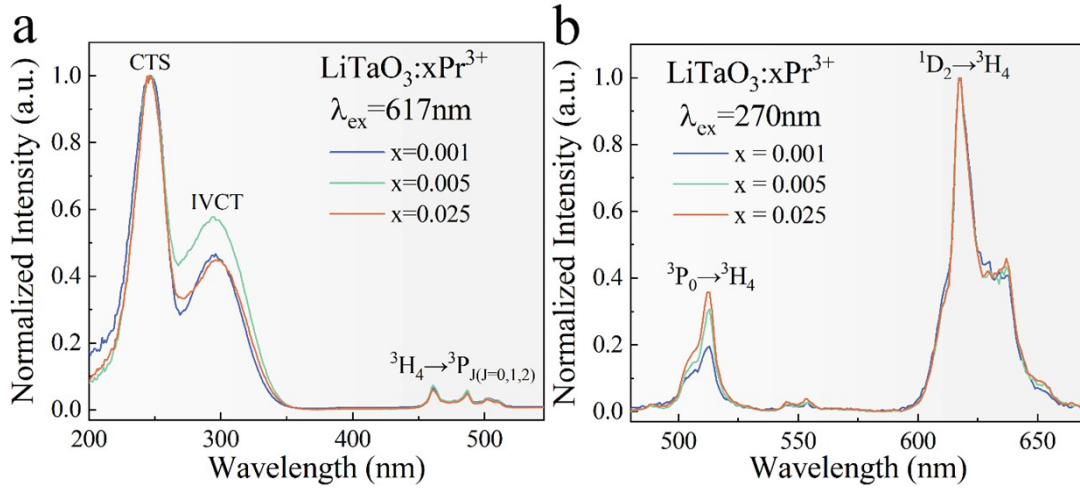 a
CTS
LiTaO₃:xPr³⁺
λₑₓ=617nm
x=0.001
x=0.005
x=0.025
IVCT
³H₄→³P_J(J=0,1,2)
Normalized Intensity (a.u.)
1.0
0.8
0.6
0.4
0.2
0.0
200 300 400 500
Wavelength (nm)
b
¹D₂→³H₄
LiTaO₃:xPr³⁺
λₑₓ=270nm
x = 0.001
x = 0.005
x = 0.025
³P₀→³H₄
Normalized Intensity (a.u.)
1.0
0.8
0.6
0.4
0.2
0.0
500 550 600 650
Wavelength (nm)